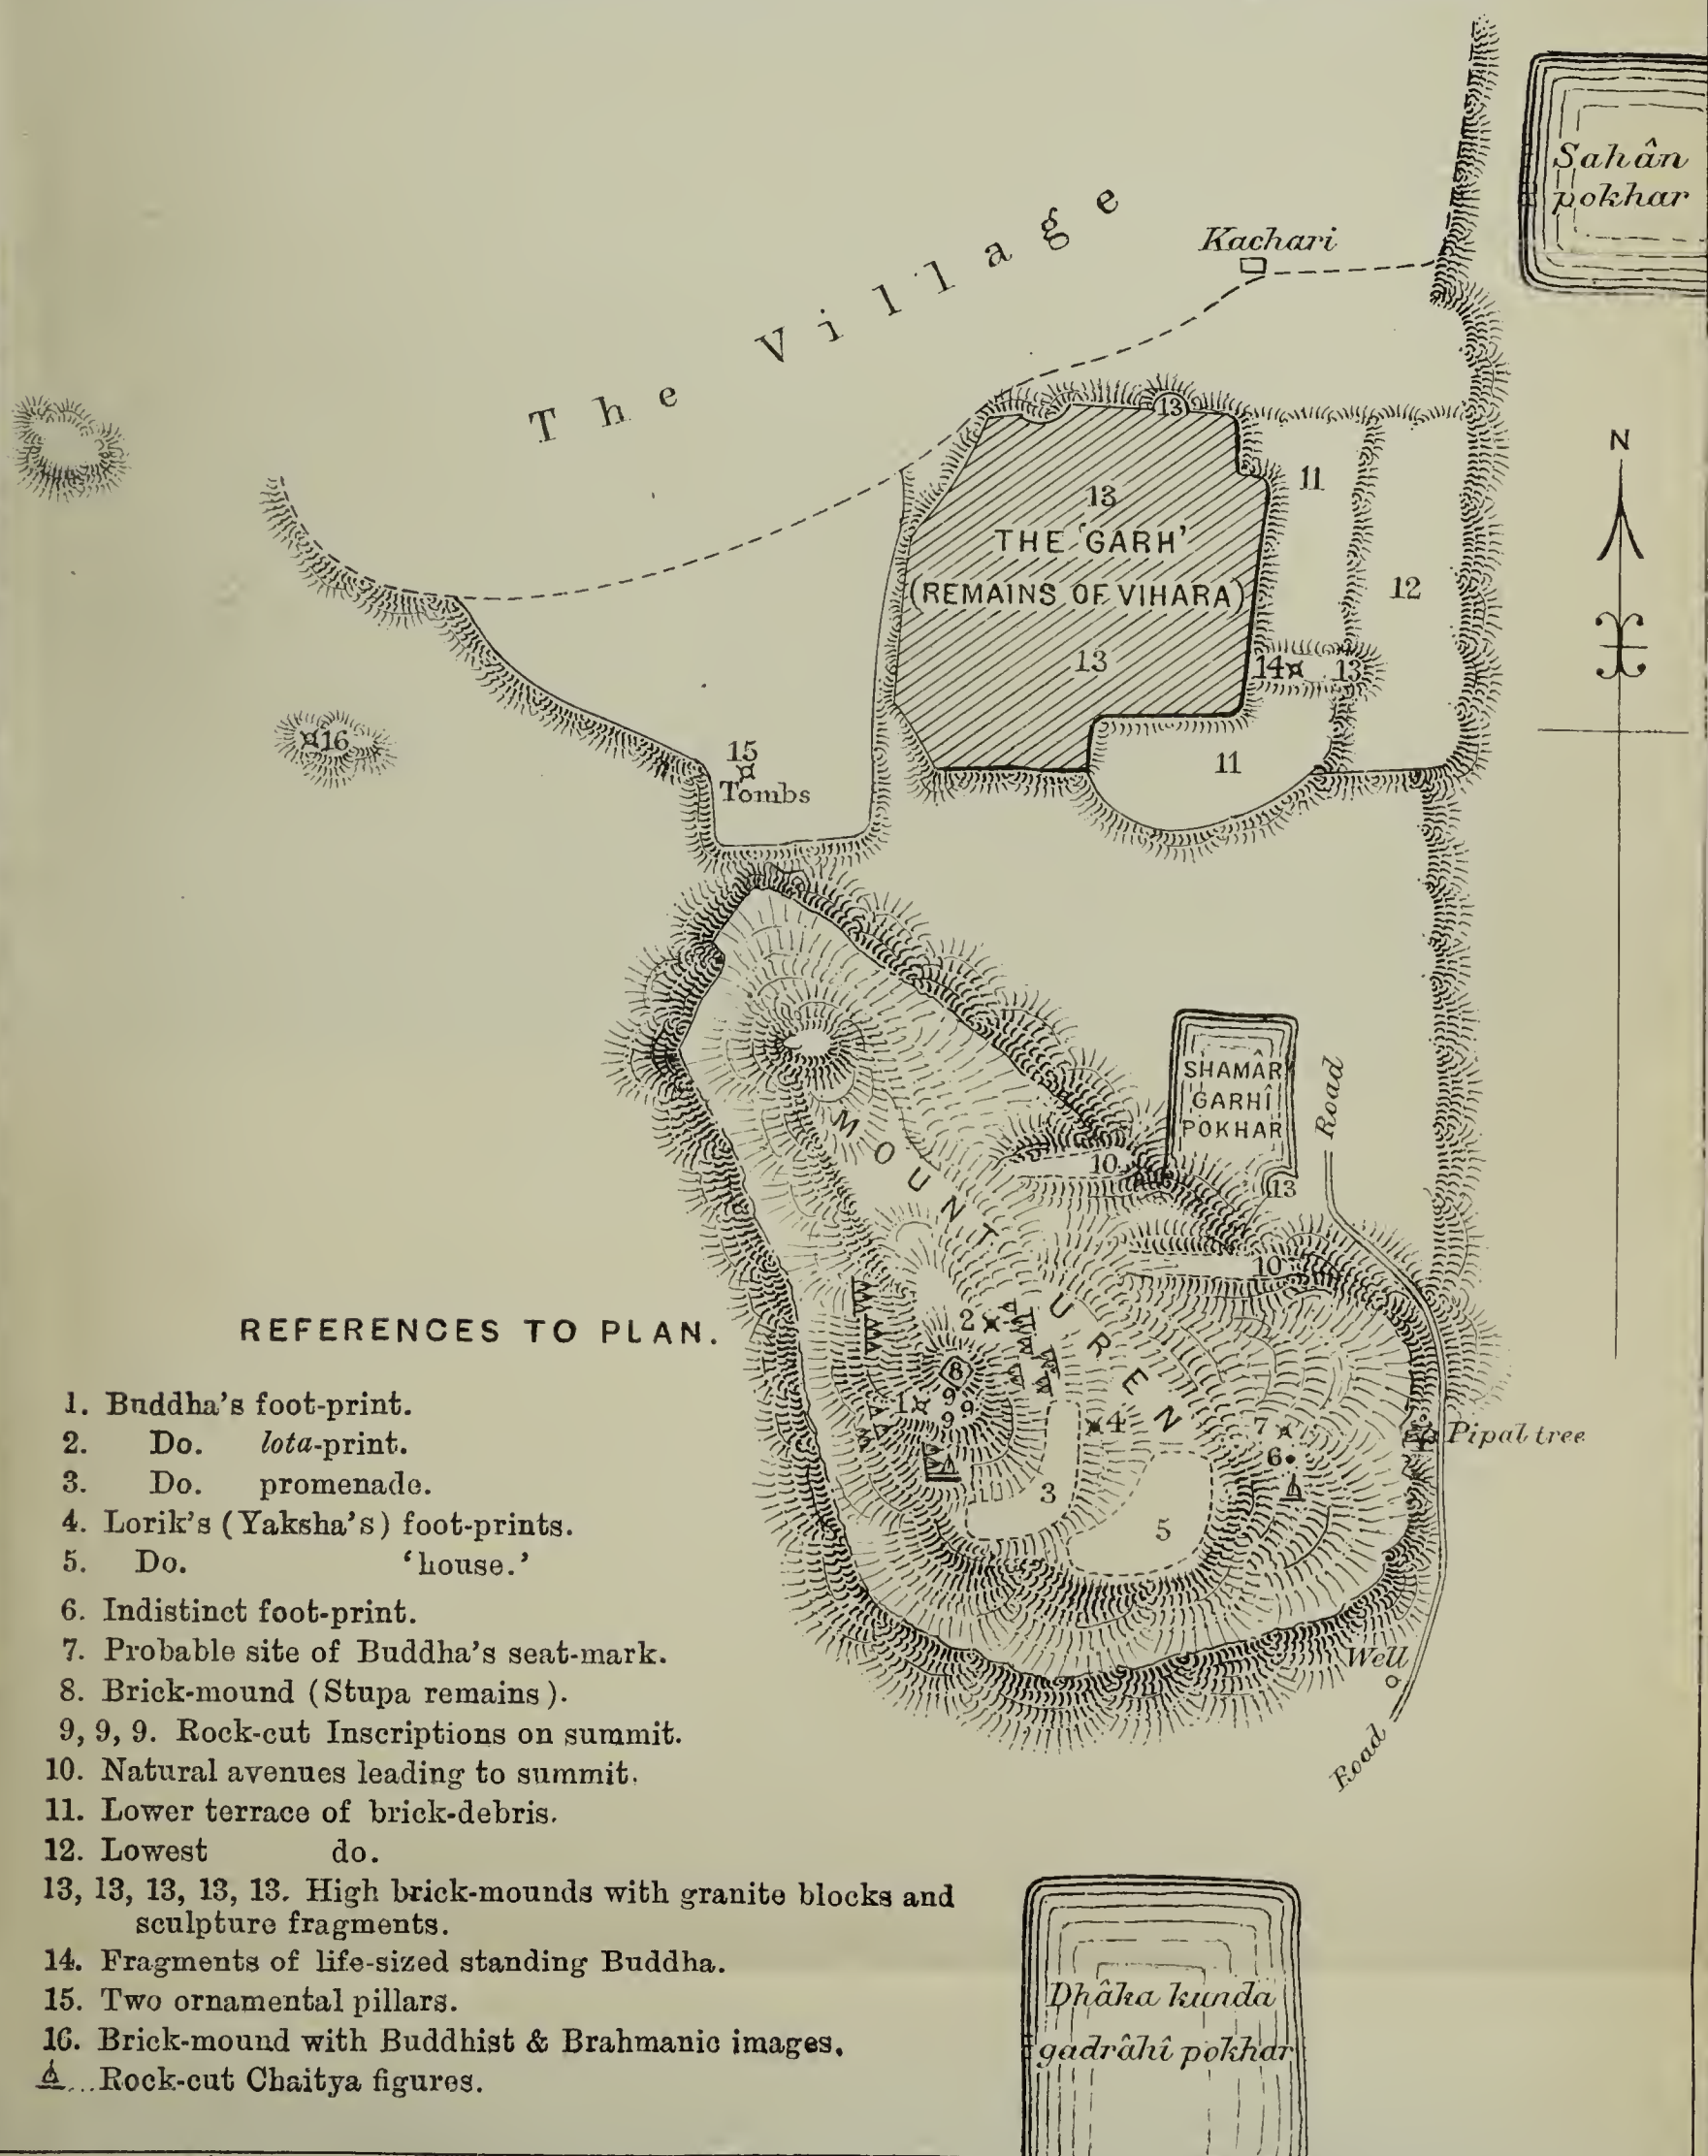 Sahân
pokhar
Kachari
The Village
N
13
11
13
THE 'GARH'
(REMAINS OF VIHARA)
12
13
14
13
16
15
Tombs
11
SHAMÂR
GARHÎ
POKHAR
Road
MOUNT UREN
10
13
10
2
8
1
9
9
9
4
7
6
Pipal tree
3
5
Well
Road
REFERENCES TO PLAN.
1. Buddha's foot-print.
2. Do. lota-print.
3. Do. promenade.
4. Lorik's (Yaksha's) foot-prints.
5. Do. 'house.'
6. Indistinct foot-print.
7. Probable site of Buddha's seat-mark.
8. Brick-mound (Stupa remains).
9, 9, 9. Rock-cut Inscriptions on summit.
10. Natural avenues leading to summit.
11. Lower terrace of brick-debris.
12. Lowest do.
13, 13, 13, 13, 13. High brick-mounds with granite blocks and
sculpture fragments.
14. Fragments of life-sized standing Buddha.
15. Two ornamental pillars.
16. Brick-mound with Buddhist & Brahmanic images.
...Rock-cut Chaitya figures.
Dhâka kunda
gadrâhî pokhar